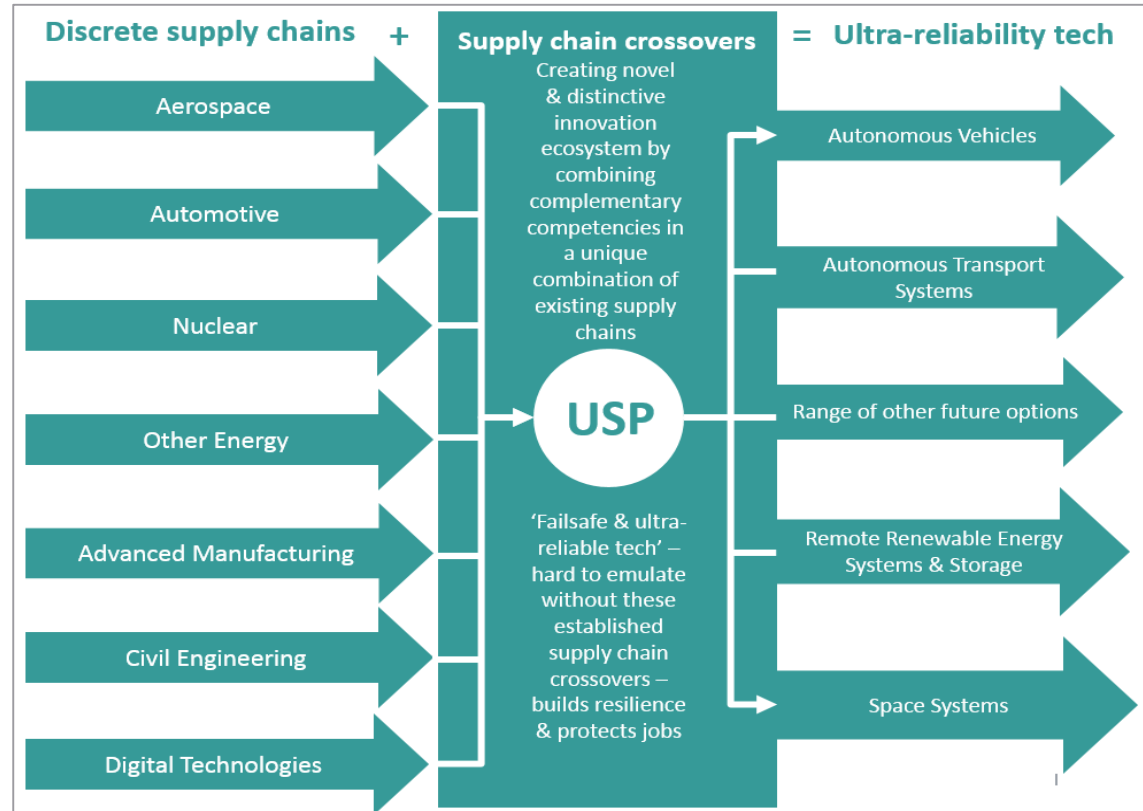 Discrete supply chains
+
Supply chain crossovers
= Ultra-reliability tech
Aerospace
Automotive
Nuclear
Other Energy
Advanced Manufacturing
Civil Engineering
Digital Technologies
Creating novel
& distinctive
innovation
ecosystem by
combining
complementary
competencies in
a unique
combination of
existing supply
chains
USP
‘Failsafe & ultra-
reliable tech’ –
hard to emulate
without these
established
supply chain
crossovers –
builds resilience
& protects jobs
Autonomous Vehicles
Autonomous Transport
Systems
Range of other future options
Remote Renewable Energy
Systems & Storage
Space Systems